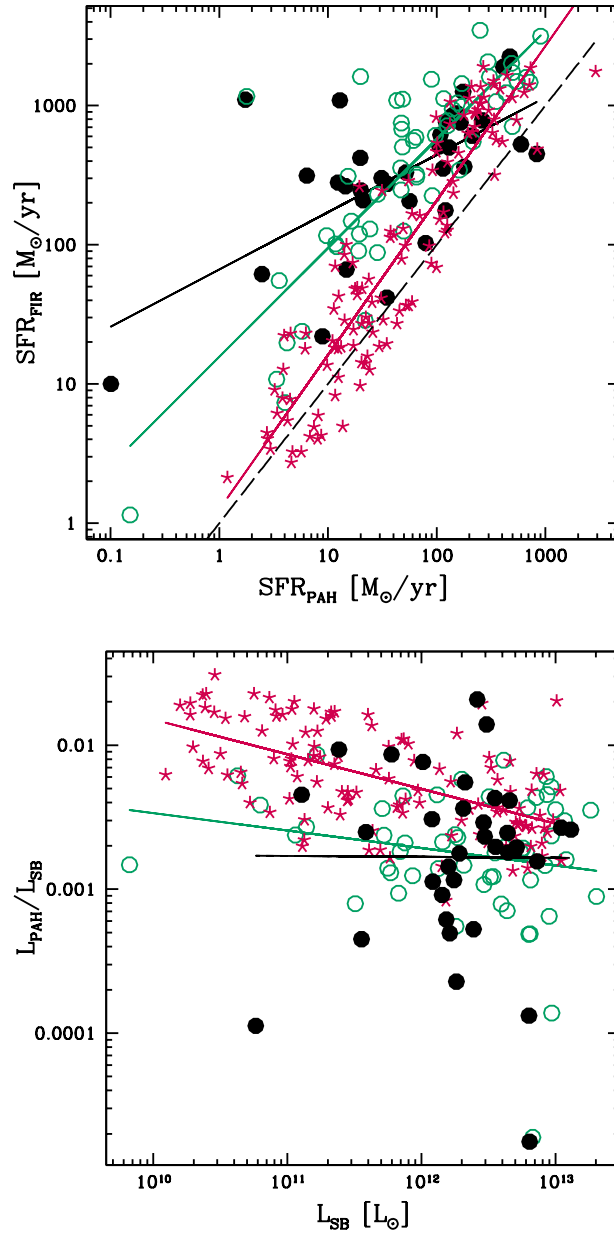 1000
100
10
1
SFR_FIR [M_⊙/yr]
0.1 1 10 100 1000
SFR_PAH [M_⊙/yr]
0.01
0.001
0.0001
L_PAH/L_SB
10^10 10^11 10^12 10^13
L_SB [L_⊙]